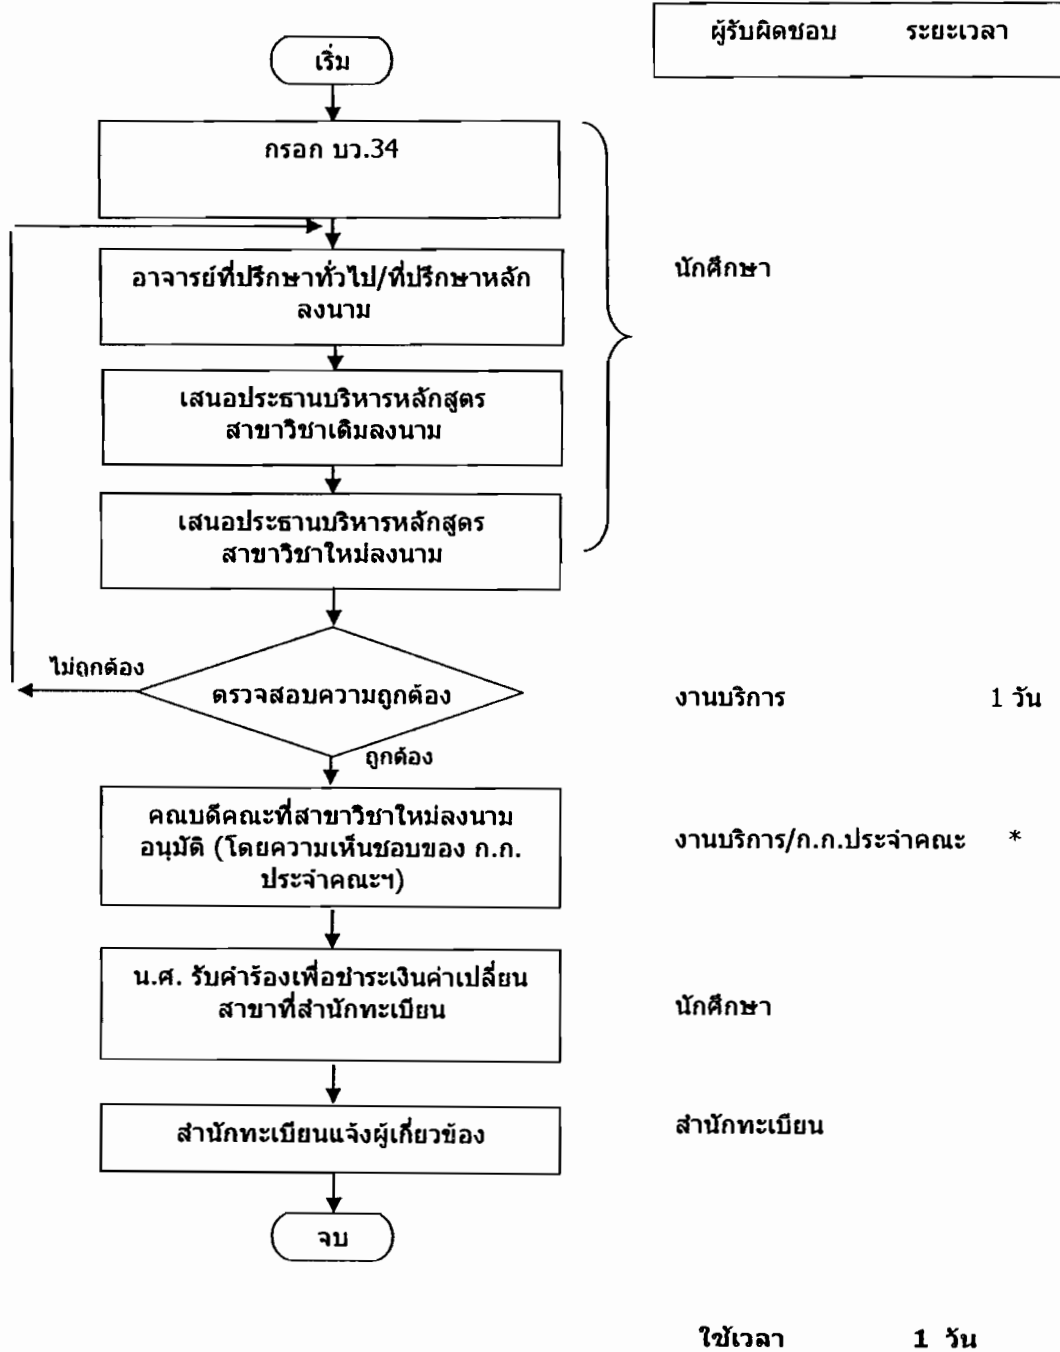 ผู้รับผิดชอบ ระยะเวลา
เริ่ม
กรอก บว.34
อาจารย์ที่ปรึกษาทั่วไป/ที่ปรึกษาหลัก
ลงนาม
นักศึกษา
เสนอประธานบริหารหลักสูตร
สาขาวิชาเดิมลงนาม
เสนอประธานบริหารหลักสูตร
สาขาวิชาใหม่ลงนาม
ไม่ถูกต้อง
ตรวจสอบความถูกต้อง
งานบริการ 1 วัน
ถูกต้อง
คณบดีคณะที่สาขาวิชาใหม่ลงนาม
อนุมัติ (โดยความเห็นชอบของ ก.ก.
ประจำคณะฯ)
งานบริการ/ก.ก.ประจำคณะ *
น.ศ. รับคำร้องเพื่อชำระเงินค่าเปลี่ยน
สาขาที่สำนักทะเบียน
นักศึกษา
สำนักทะเบียนแจ้งผู้เกี่ยวข้อง
สำนักทะเบียน
จบ
ใช้เวลา 1 วัน